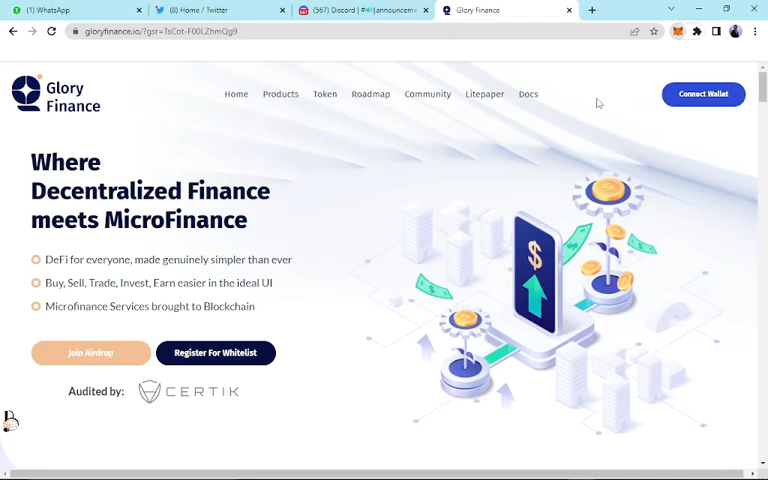 (1) WhatsApp
(8) Home / Twitter
(567) Discord | #📣| announceme
Glory Finance
gloryfinance.io/?gsr=TsCot-F00LZhmQg9
Glory
Finance
Home
Products
Token
Roadmap
Community
Litepaper
Docs
Connect Wallet
Where
Decentralized Finance
meets MicroFinance
DeFi for everyone, made genuinely simpler than ever
Buy, Sell, Trade, Invest, Earn easier in the ideal UI
Microfinance Services brought to Blockchain
Join Airdrop
Register For Whitelist
Audited by:
CERTIK